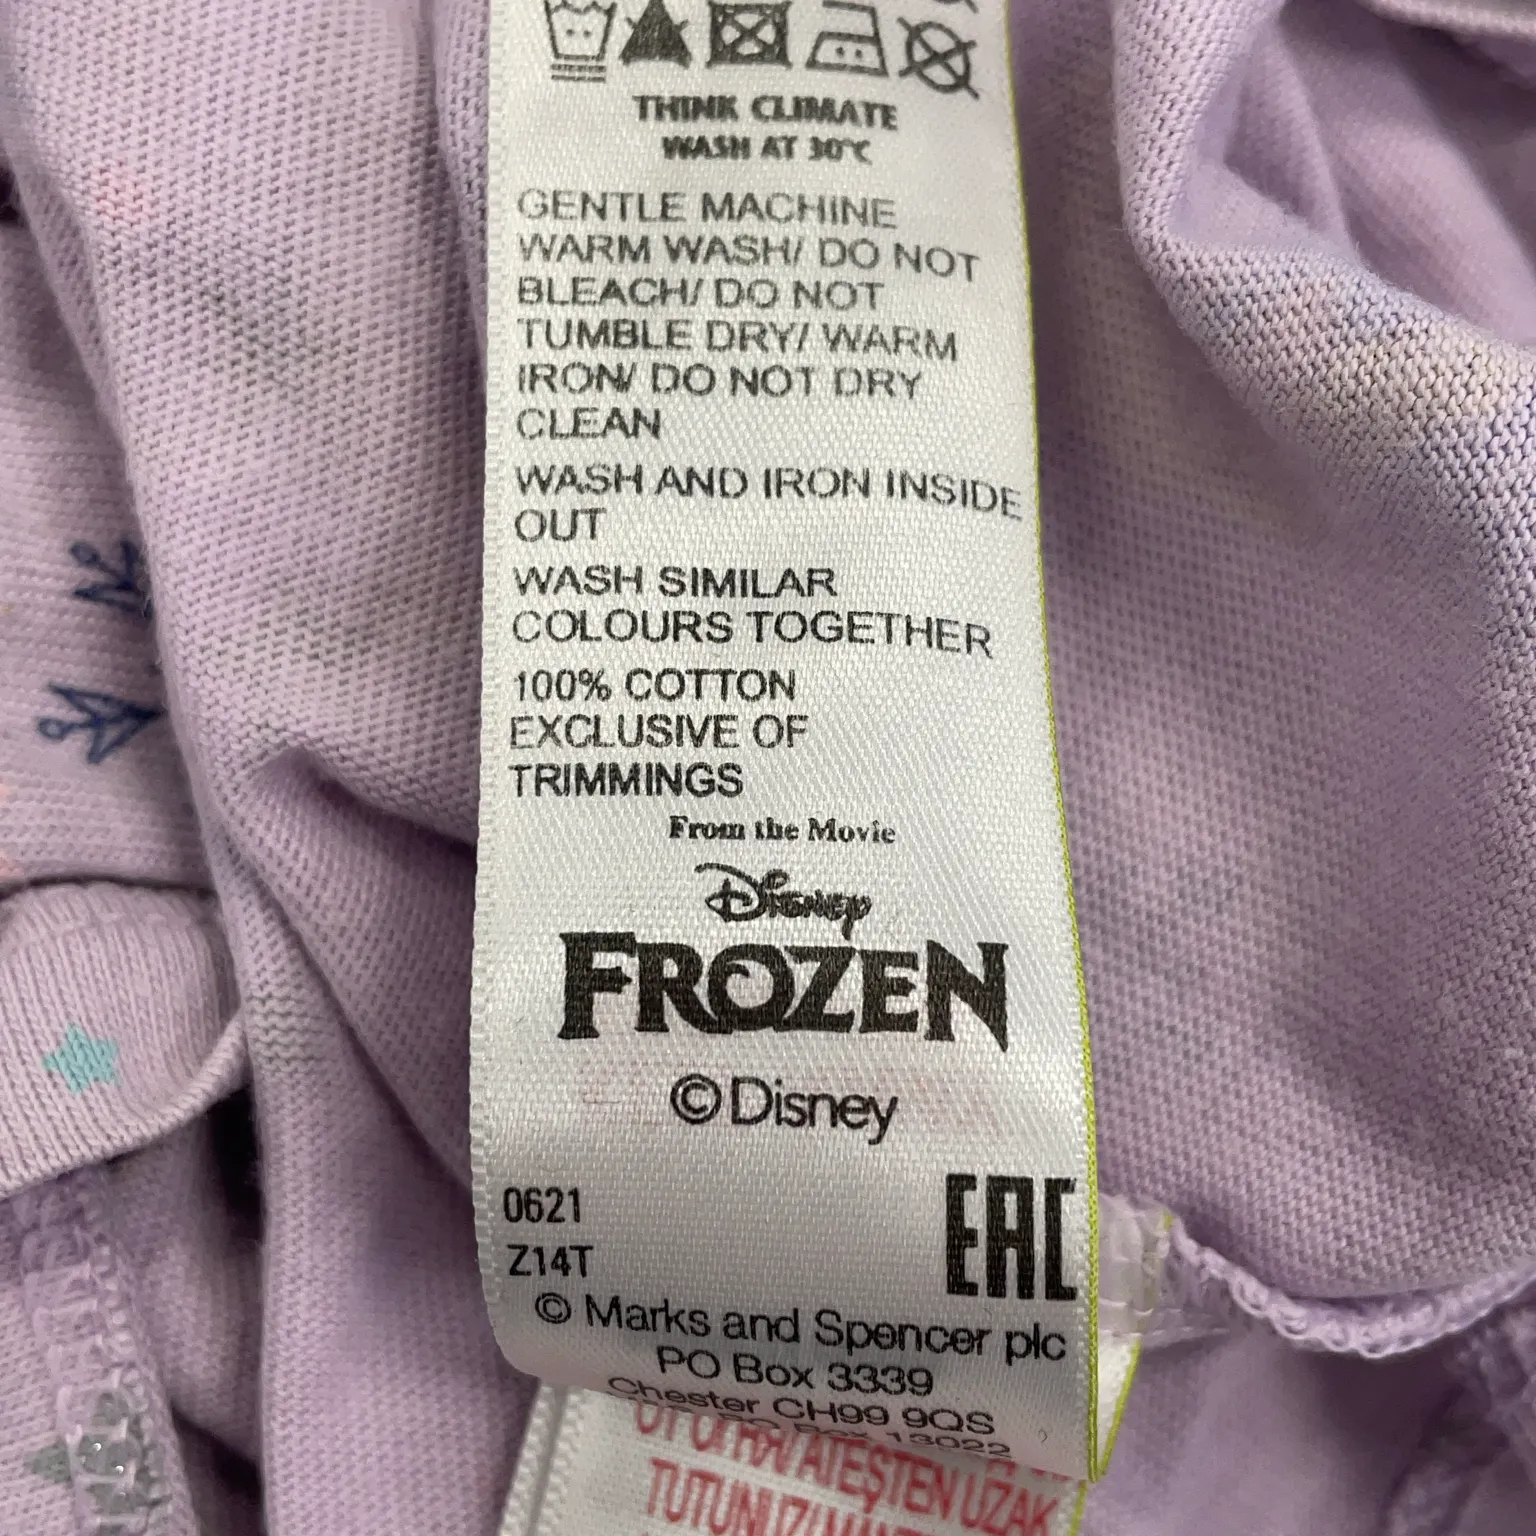 THINK CLIMATE
WASH AT 30°C
GENTLE MACHINE
WARM WASH/ DO NOT
BLEACH/ DO NOT
TUMBLE DRY/ WARM
IRON/ DO NOT DRY
CLEAN
WASH AND IRON INSIDE
OUT
WASH SIMILAR
COLOURS TOGETHER
100% COTTON
EXCLUSIVE OF
TRIMMINGS
From the Movie
Disney
FROZEN
©Disney
0621
EAC
Z14T
© Marks and Spencer plc
PO Box 3339
Chester CH99 9QS
PO Box 13022
ATEŞTEN UZAK